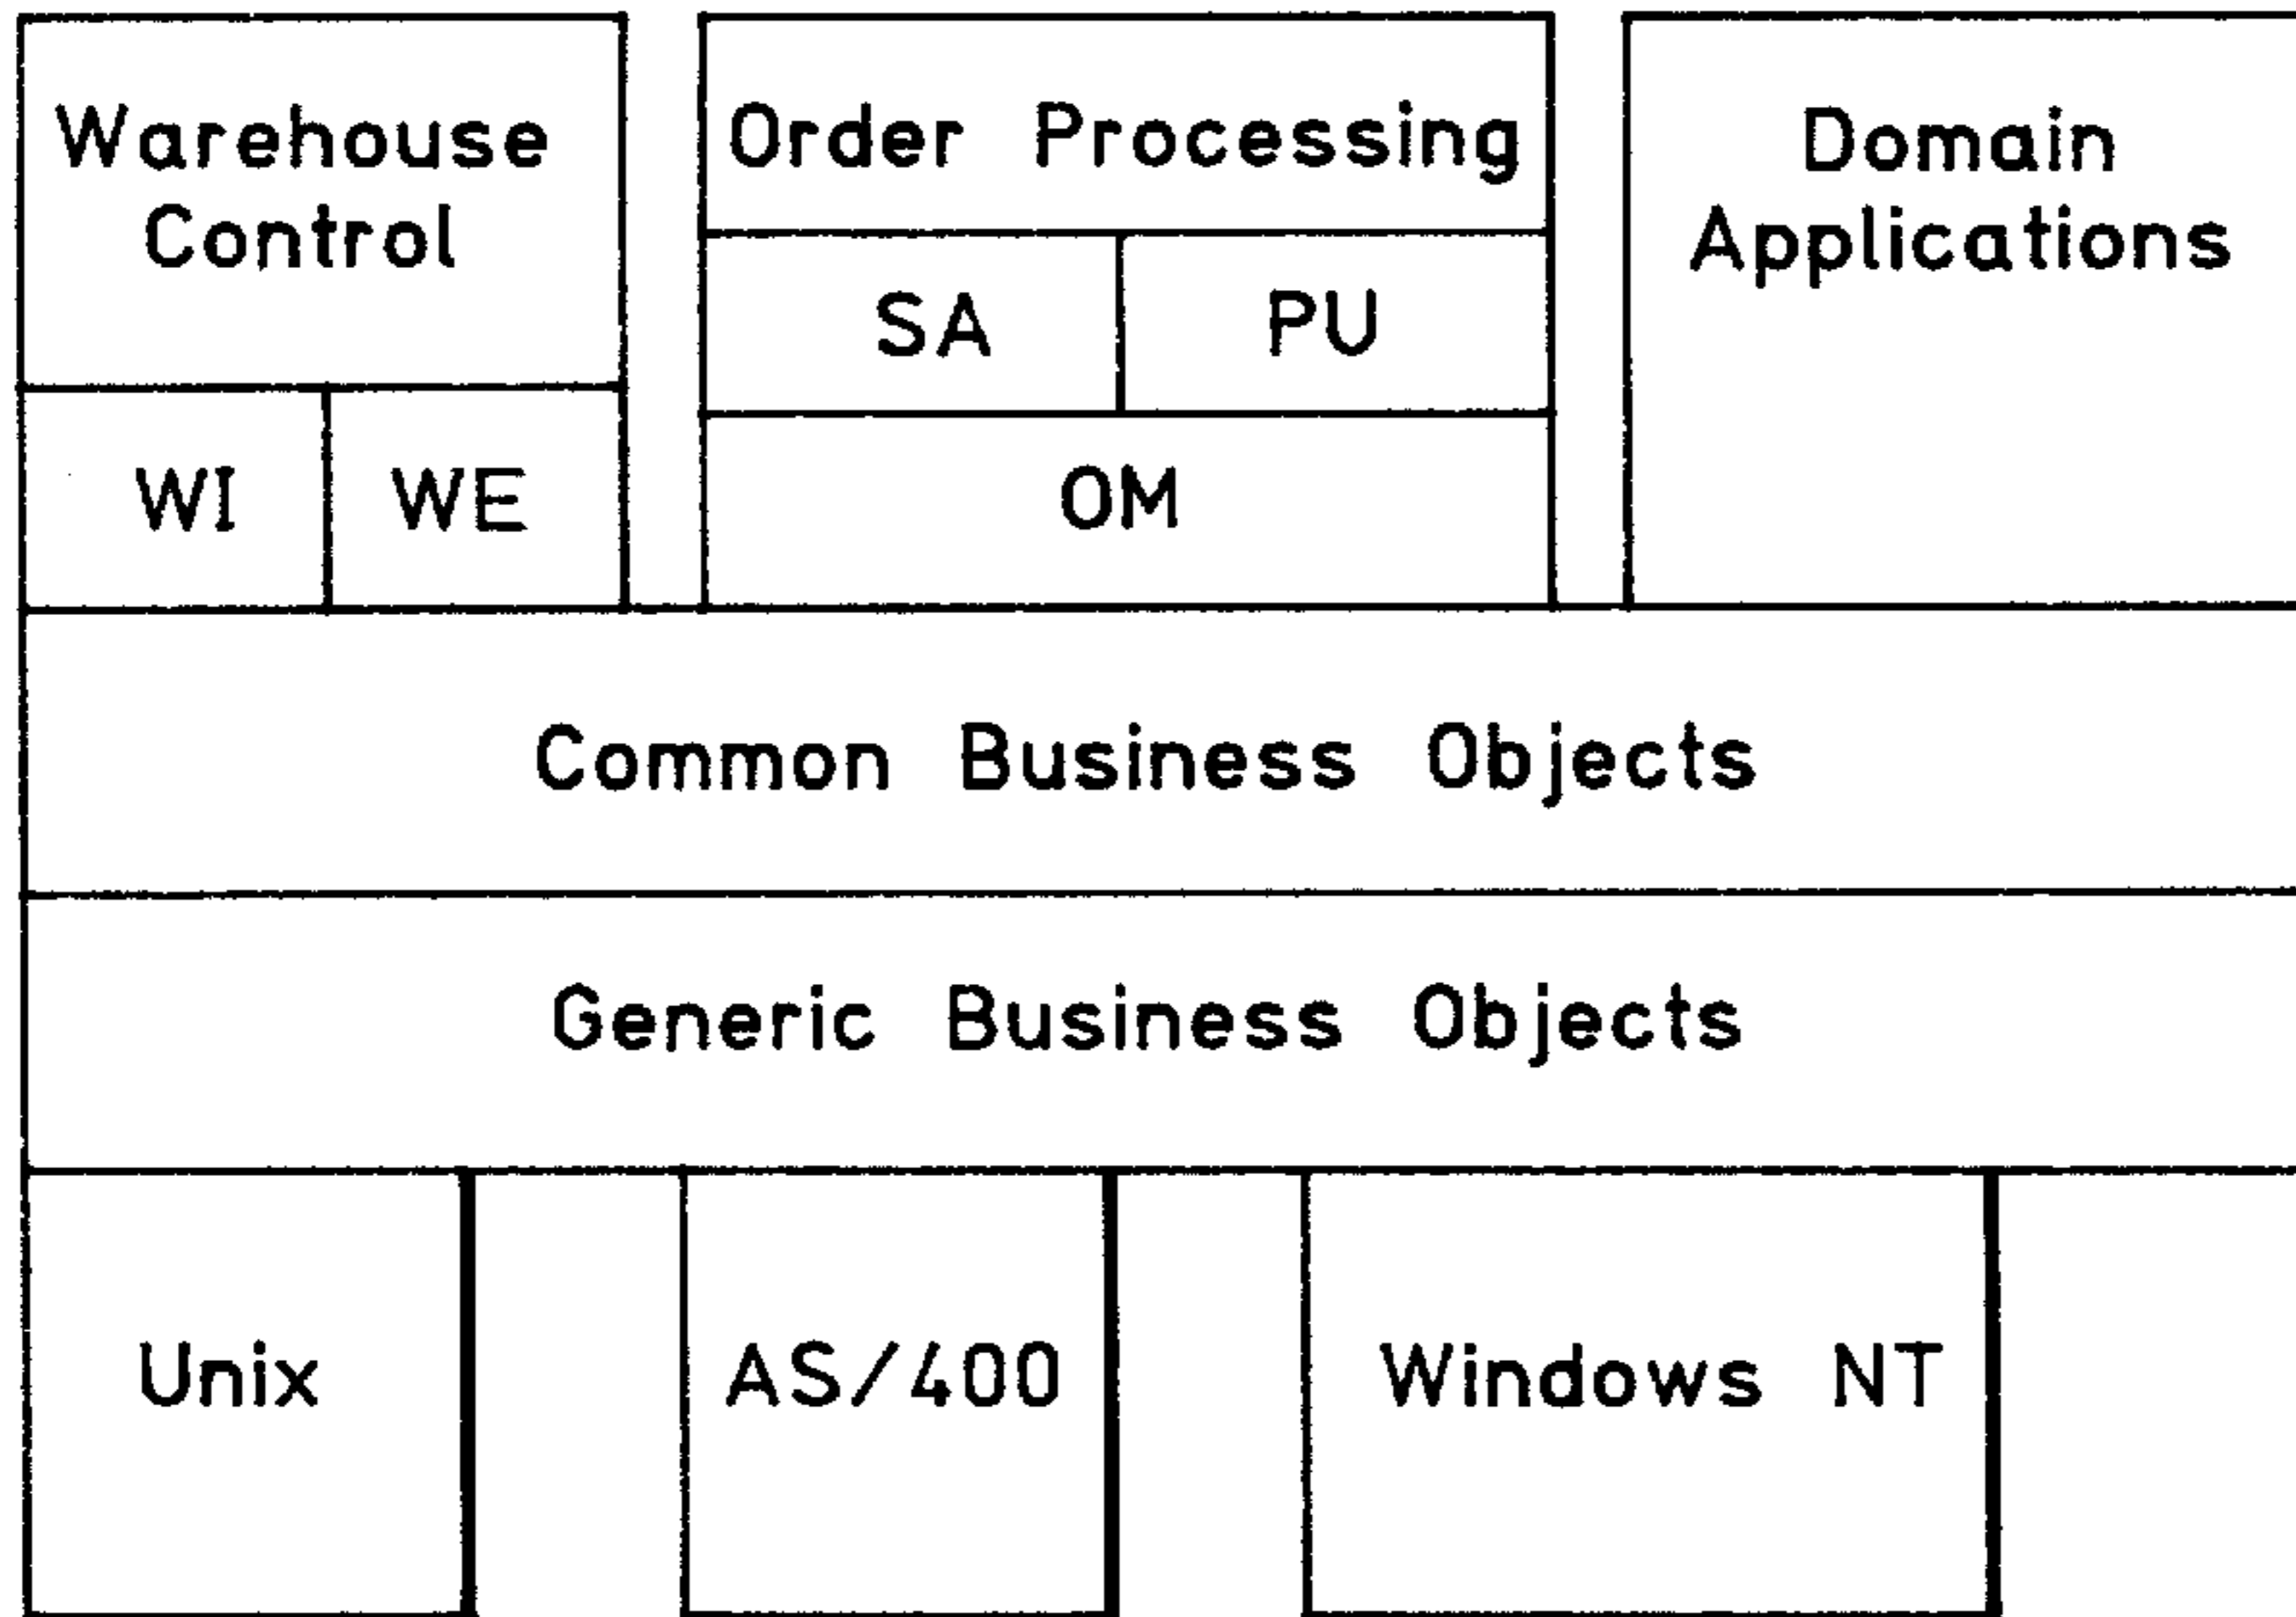 Warehouse
Control
Order Processing
Domain
Applications
SA
PU
WI
WE
OM
Common Business Objects
Generic Business Objects
Unix
AS/400
Windows NT